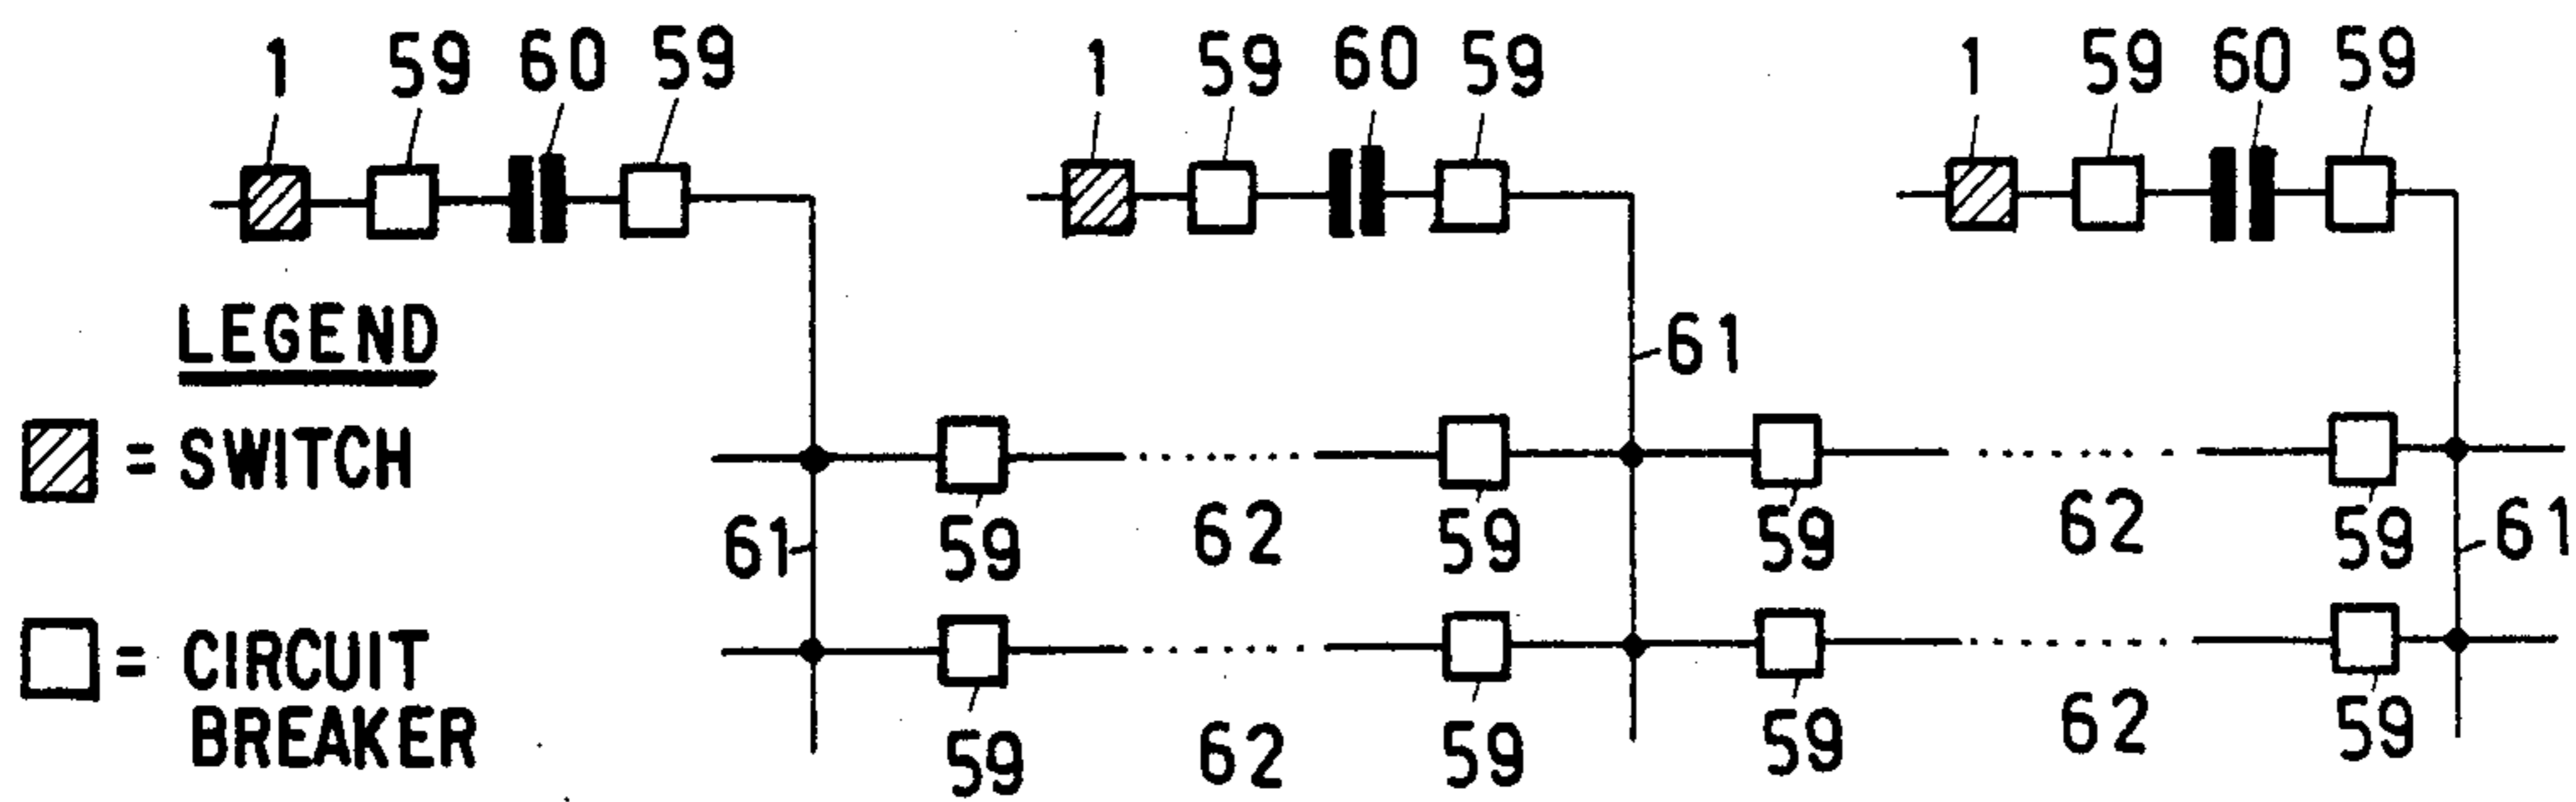 1 59 60 59 1 59 60 59 1 59 60 59
LEGEND
61
= SWITCH
61 59 62 59 59 62 59 61
= CIRCUIT
BREAKER
59 62 59 59 62 59